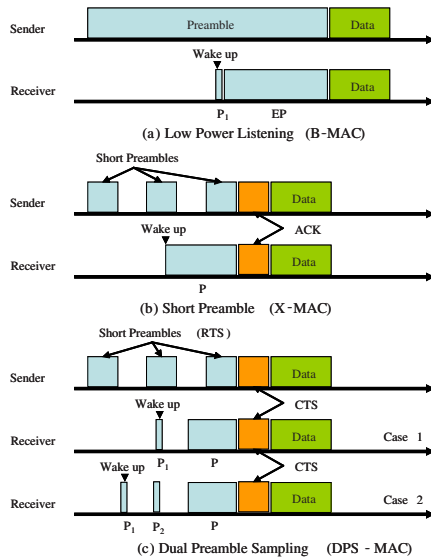 Sender
Preamble
Data
Wake up
Receiver
Data
P1
EP
(a) Low Power Listening (B-MAC)
Short Preambles
Sender
Data
Wake up
ACK
Receiver
Data
P
(b) Short Preamble (X-MAC)
Short Preambles (RTS)
Sender
Data
Wake up
CTS
Receiver
Data
Case 1
P1
P
Wake up
CTS
Receiver
Data
Case 2
P1
P2
P
(c) Dual Preamble Sampling (DPS - MAC)